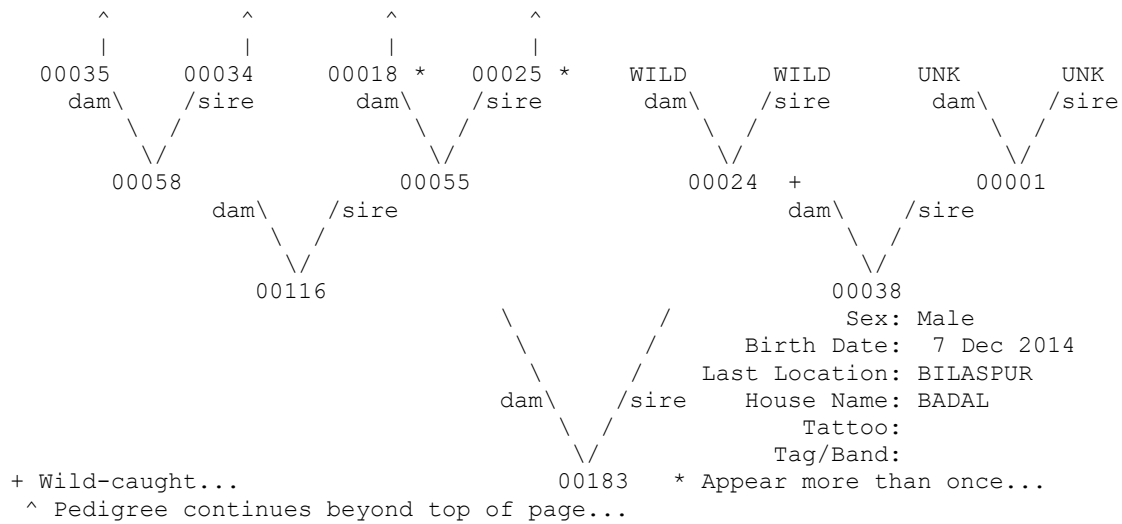 ^ ^ ^ ^
| | | |
00035 00034 00018 * 00025 * WILD WILD UNK UNK
dam\ /sire dam\ /sire dam\ /sire dam\ /sire
\ / \ / \ / \ /
\/ \/ \/ \/
00058 00055 00024 + 00001
dam\ /sire dam\ /sire
\ / \ /
\/ \/
00116 00038
\ / Sex: Male
\ / Birth Date: 7 Dec 2014
\ / Last Location: BILASPUR
dam\ /sire House Name: BADAL
\ / Tattoo:
\/ Tag/Band:
+ Wild-caught... 00183 * Appear more than once...
^ Pedigree continues beyond top of page...